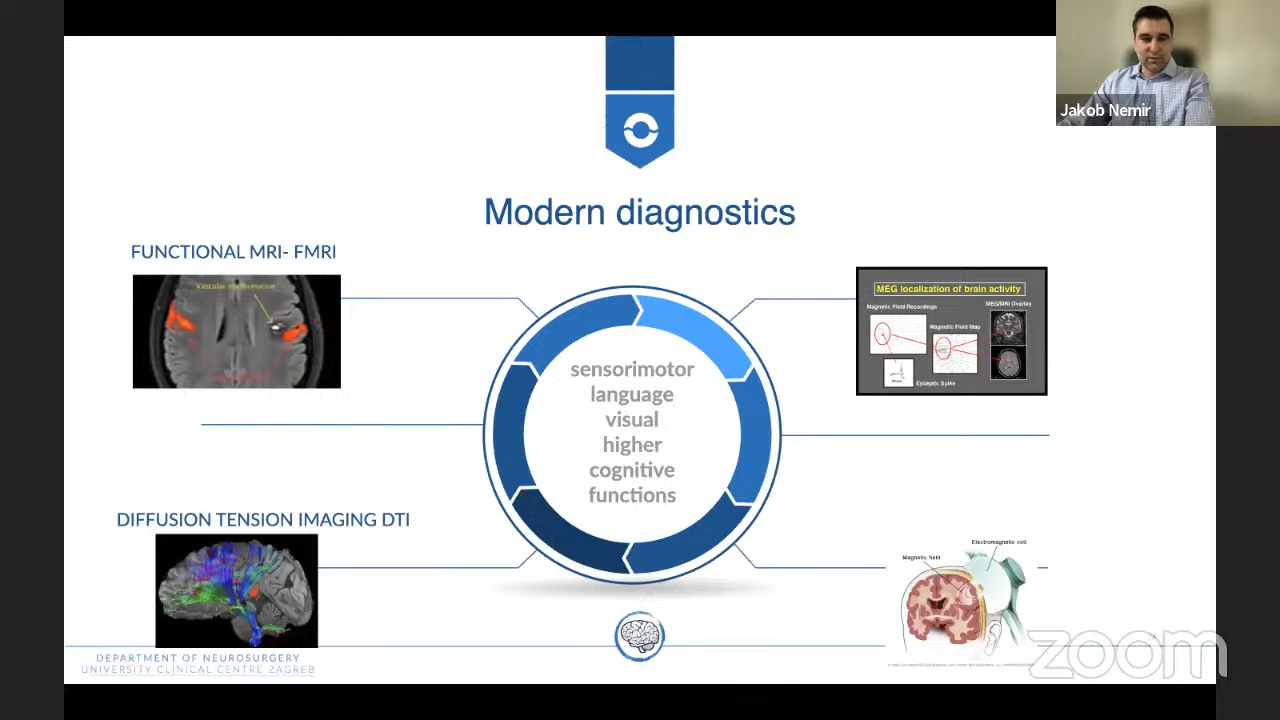 Jakob Nemir
Modern diagnostics
FUNCTIONAL MRI- FMRI
Vascular malformation
MEG localization of brain activity
Magnetic Field Recordings
MEG/MRI Overlay
Magnetic Field Map
Epileptic Spike
sensorimotor
language
visual
higher
cognitive
functions
DIFFUSION TENSION IMAGING DTI
Electromagnetic coil
Magnetic field
DEPARTMENT OF NEUROSURGERY
UNIVERSITY CLINICAL CENTRE ZAGREB
zoom